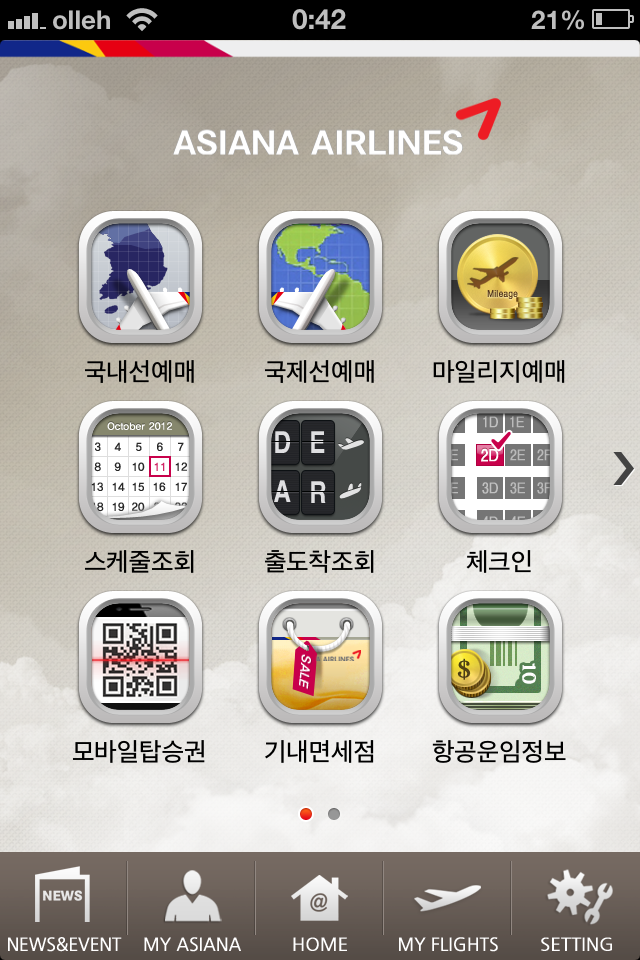 olleh 0:42 21%
ASIANA AIRLINES
Mileage
국내선예매 국제선예매 마일리지예매
October 2012
3 4 5 6 7
8 9 10 11 12
13 14 15 16 17
18 19 20
D E
A R
1D 1E
2D 2E
3D 3E
스케줄조회 출도착조회 체크인
AIRLINES
SALE
$
10
모바일탑승권 기내면세점 항공운임정보
NEWS
@
NEWS&EVENT MY ASIANA HOME MY FLIGHTS SETTING